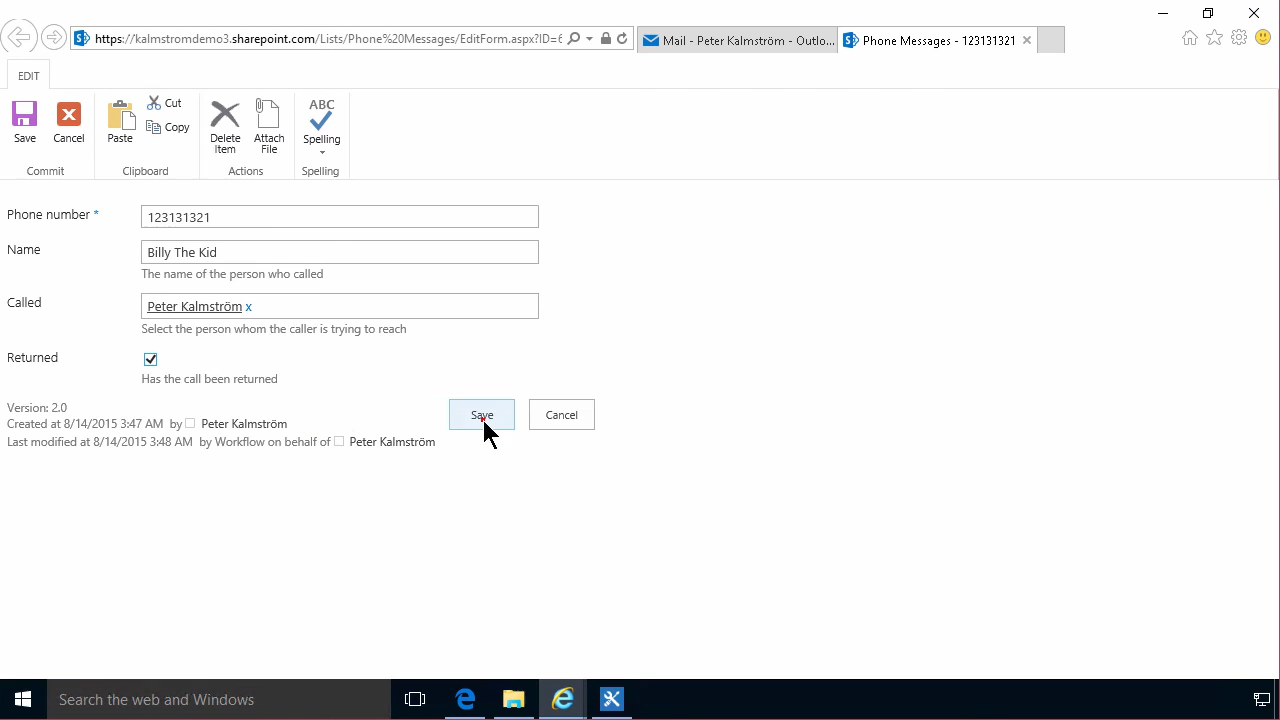 https://kalmstromdemo3.sharepoint.com/Lists/Phone%20Messages/EditForm.aspx?ID=6
Mail - Peter Kalmström - Outlo...
Phone Messages - 123131321
EDIT
Save
Cancel
Paste
Cut
Copy
Delete Item
Attach File
ABC
Spelling
Commit
Clipboard
Actions
Spelling
Phone number *
123131321
Name
Billy The Kid
The name of the person who called
Called
Peter Kalmström x
Select the person whom the caller is trying to reach
Returned
Has the call been returned
Version: 2.0
Created at 8/14/2015 3:47 AM by Peter Kalmström
Last modified at 8/14/2015 3:48 AM by Workflow on behalf of Peter Kalmström
Save
Cancel
Search the web and Windows